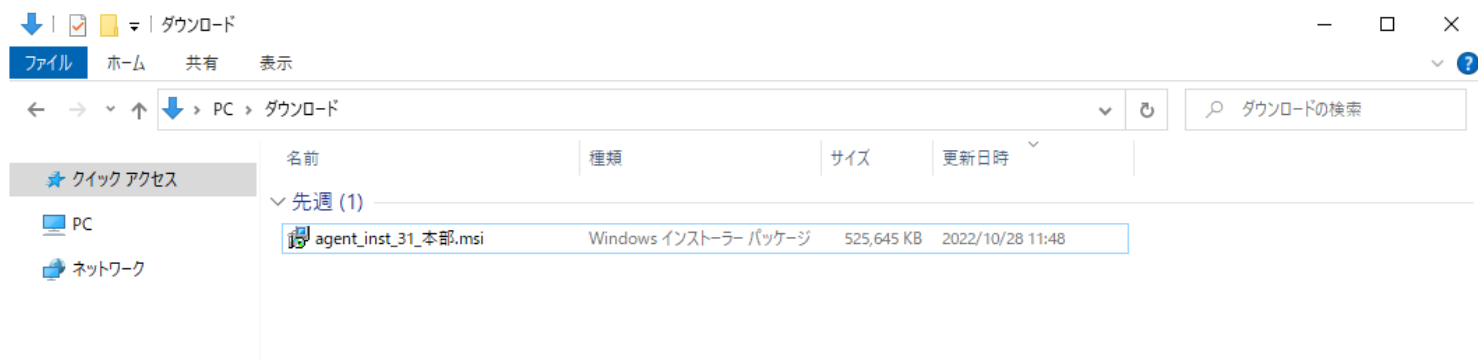 ダウンロード
ファイル ホーム 共有 表示
PC ダウンロード ダウンロードの検索
名前 種類 サイズ 更新日時
クイック アクセス
先週 (1)
PC
agent_inst_31_本部.msi Windows インストーラー パッケージ 525,645 KB 2022/10/28 11:48
ネットワーク